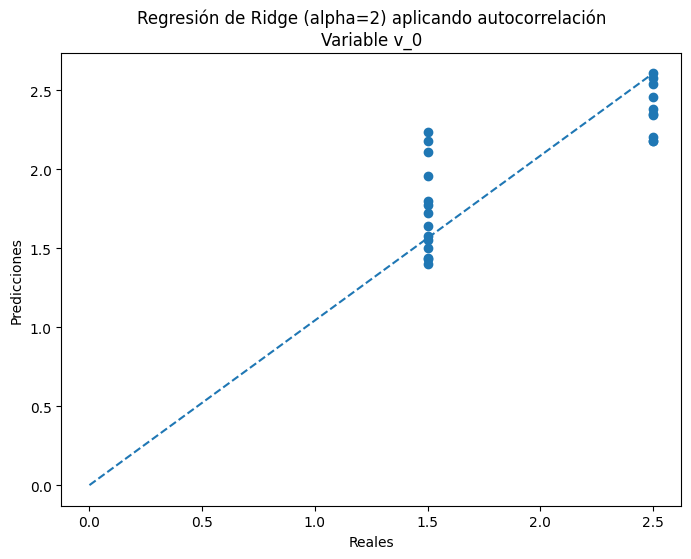 Regresión de Ridge (alpha=2) aplicando autocorrelación
Variable v_0
Predicciones
2.5
2.0
1.5
1.0
0.5
0.0
0.0 0.5 1.0 1.5 2.0 2.5
Reales